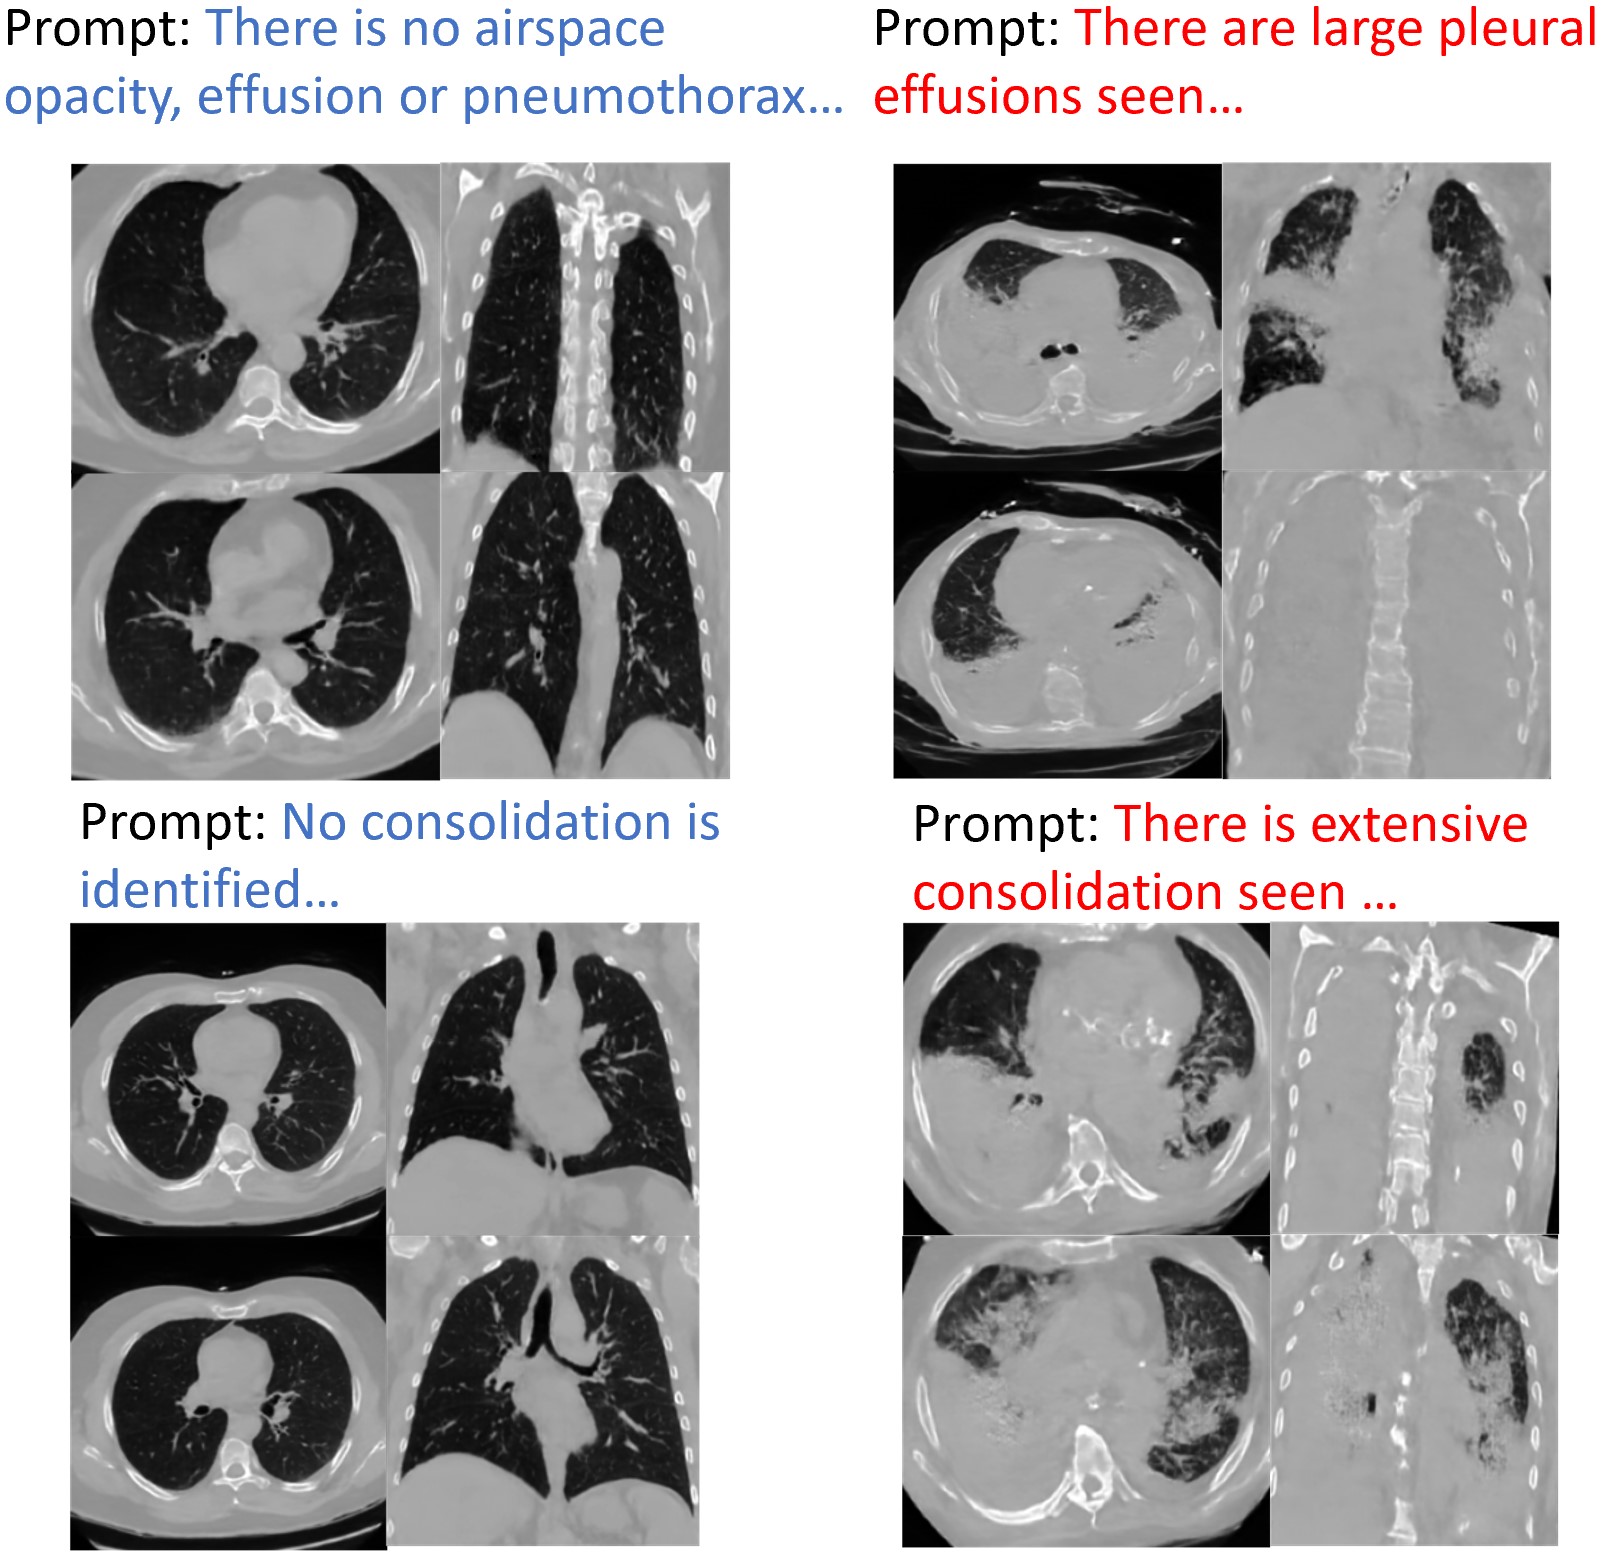 Prompt: There is no airspace
opacity, effusion or pneumothorax...
Prompt: There are large pleural
effusions seen...
Prompt: No consolidation is
identified...
Prompt: There is extensive
consolidation seen ...